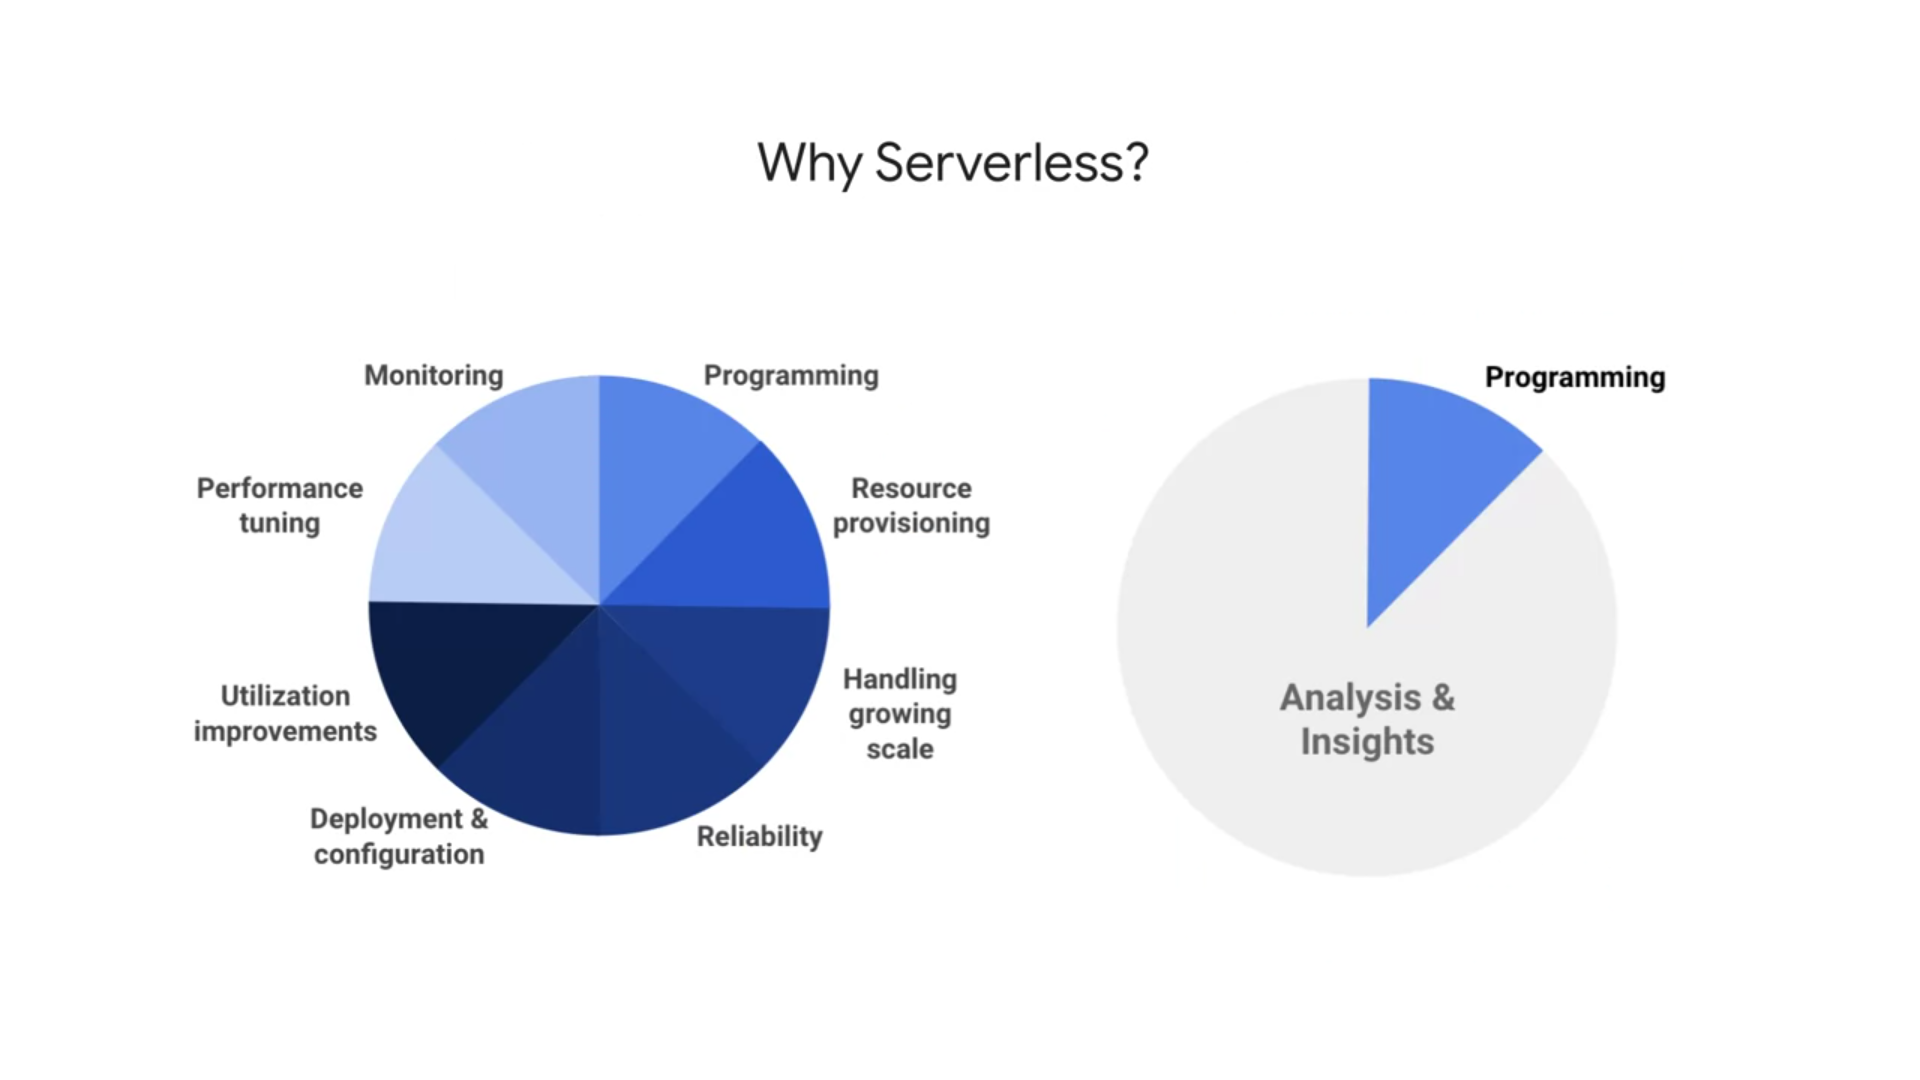 Why Serverless?
Monitoring
Programming
Performance
tuning
Resource
provisioning
Utilization
improvements
Handling
growing
scale
Deployment &
configuration
Reliability
Programming
Analysis &
Insights